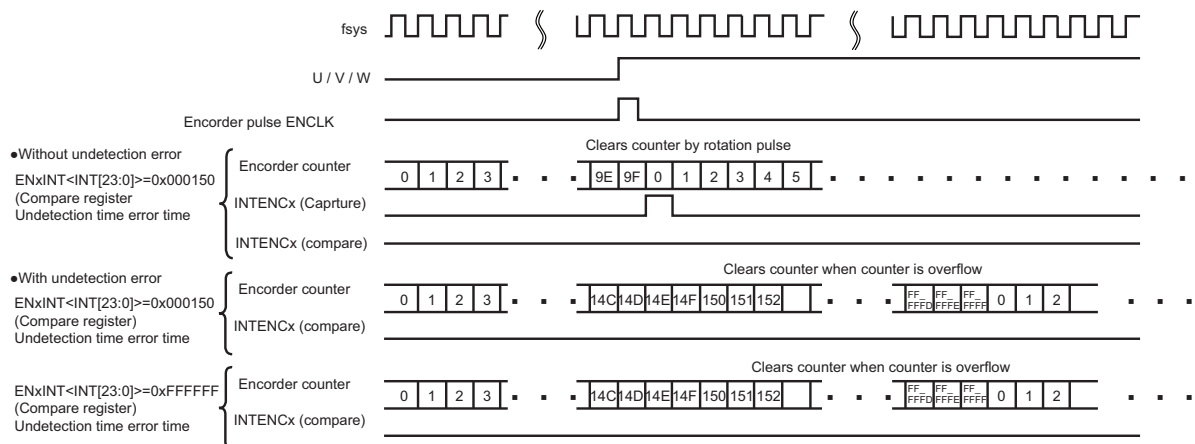 fsys
U / V / W
Encorder pulse ENCLK
Clears counter by rotation pulse
●Without undetection error
ENxINT<INT[23:0]>=0x000150
(Compare register
Undetection time error time
Encorder counter
0 1 2 3 9E 9F 0 1 2 3 4 5
INTENCx (Caprture)
INTENCx (compare)
●With undetection error
ENxINT<INT[23:0]>=0x000150
(Compare register)
Undetection time error time
Clears counter when counter is overflow
Encorder counter
0 1 2 3 14C 14D 14E 14F 150 151 152 FF_FFFD FF_FFFE FF_FFFF 0 1 2
INTENCx (compare)
ENxINT<INT[23:0]>=0xFFFFFF
(Compare register)
Undetection time error time
Clears counter when counter is overflow
Encorder counter
0 1 2 3 14C 14D 14E 14F 150 151 152 FF_FFFD FF_FFFE FF_FFFF 0 1 2
INTENCx (compare)